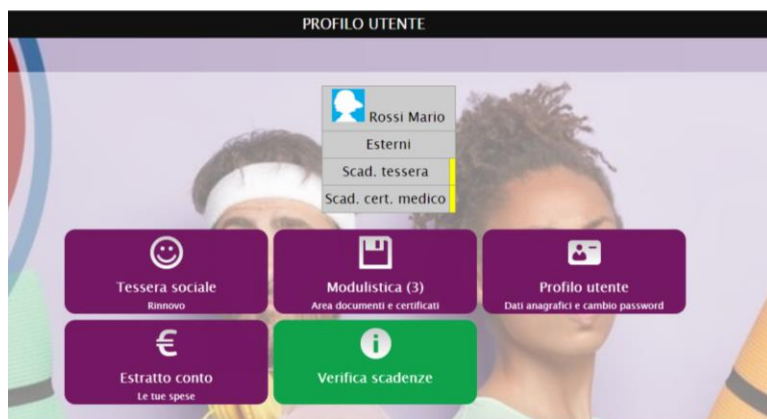 PROFILO UTENTE
Rossi Mario
Esterni
Scad. tessera
Scad. cert. medico
Tessera sociale
Rinnovo
Modulistica (3)
Area documenti e certificati
Profilo utente
Dati anagrafici e cambio password
€
Estratto conto
Le tue spese
i
Verifica scadenze